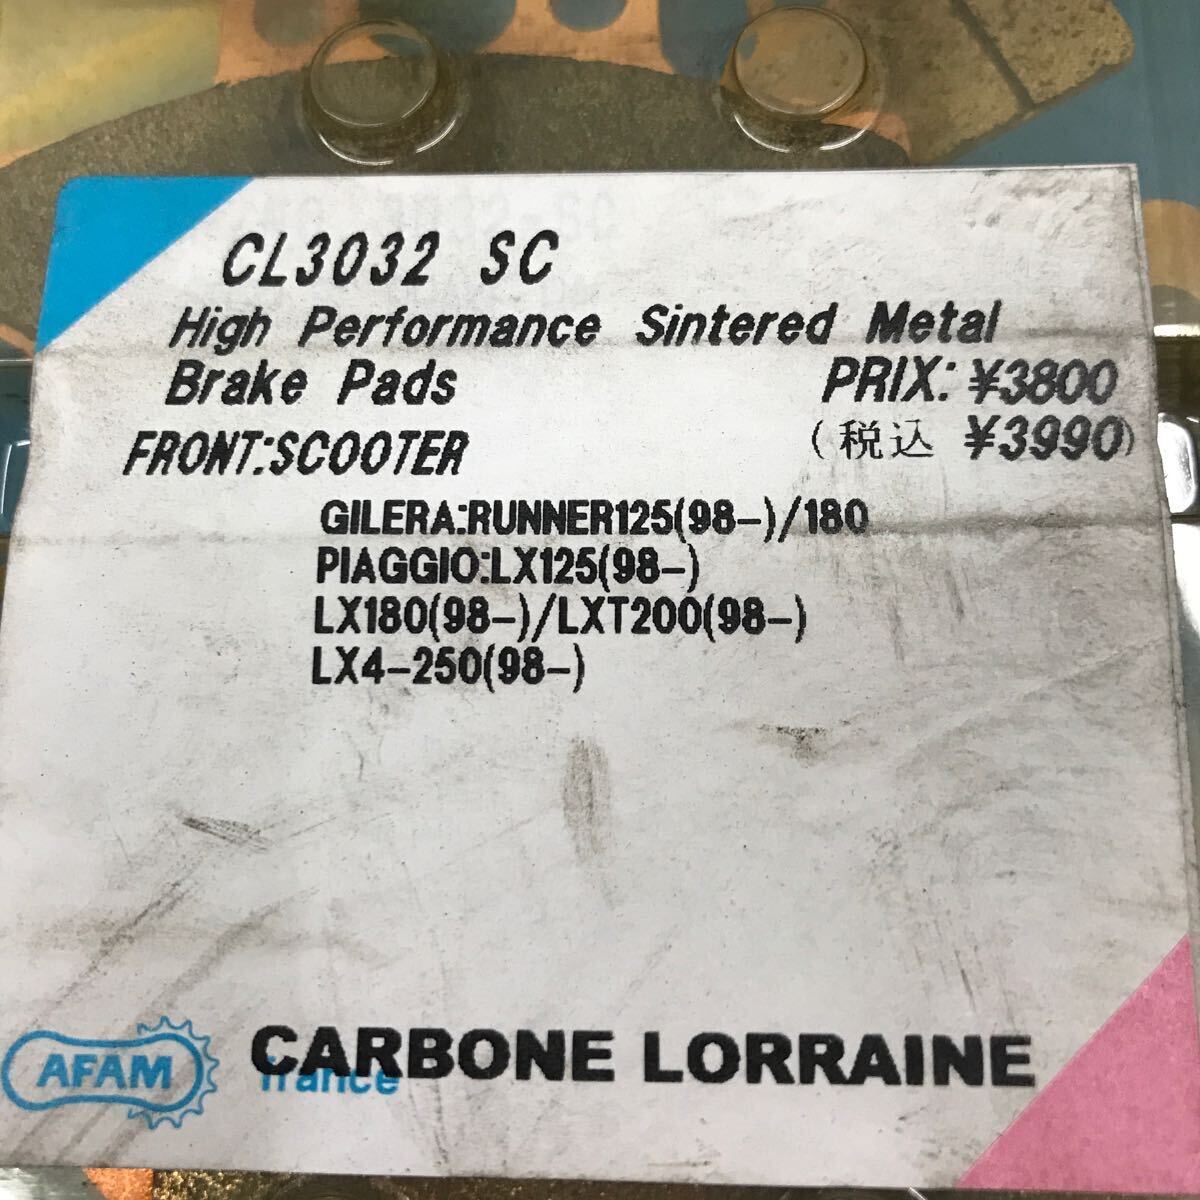 CL3032 SC
High Performance Sintered Metal
Brake Pads PRIX: ¥3800
(税込 ¥3990)
FRONT:SCOOTER
GILERA:RUNNER125(98-)/180
PIAGGIO:LX125(98-)
LX180(98-)/LXT200(98-)
LX4-250(98-)
AFAM france CARBONE LORRAINE